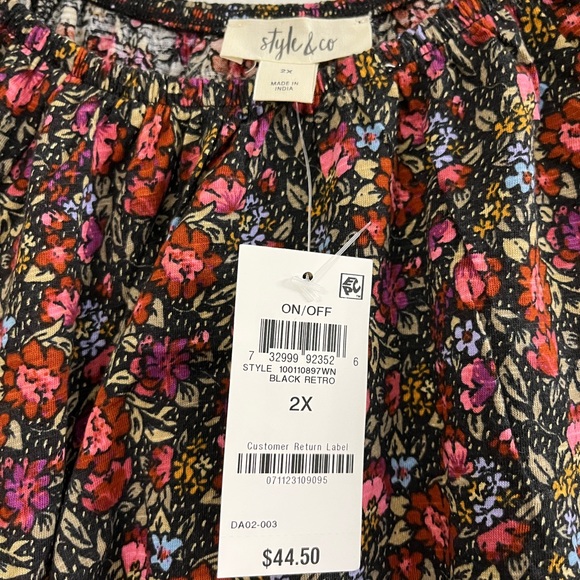 style & co
2X
MADE IN
INDIA
ON/OFF
7 32999 92352 6
STYLE 100110897WN
BLACK RETRO
2X
Customer Return Label
071123109095
DA02-003
$44.50